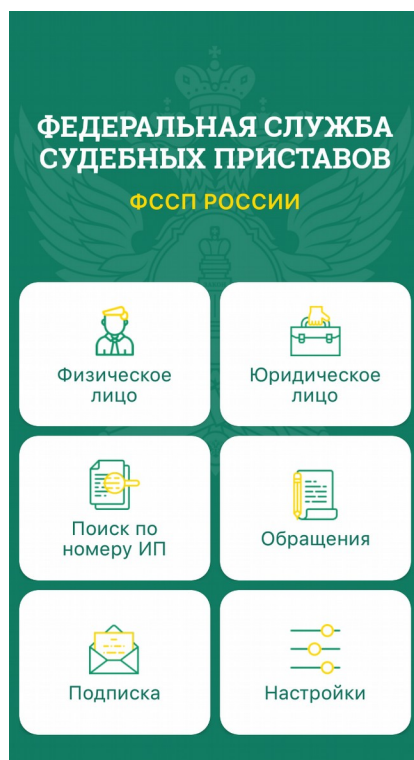 ФЕДЕРАЛЬНАЯ СЛУЖБА
СУДЕБНЫХ ПРИСТАВОВ
ФССП РОССИИ
Физическое
лицо
Юридическое
лицо
Поиск по
номеру ИП
Обращения
Подписка
Настройки